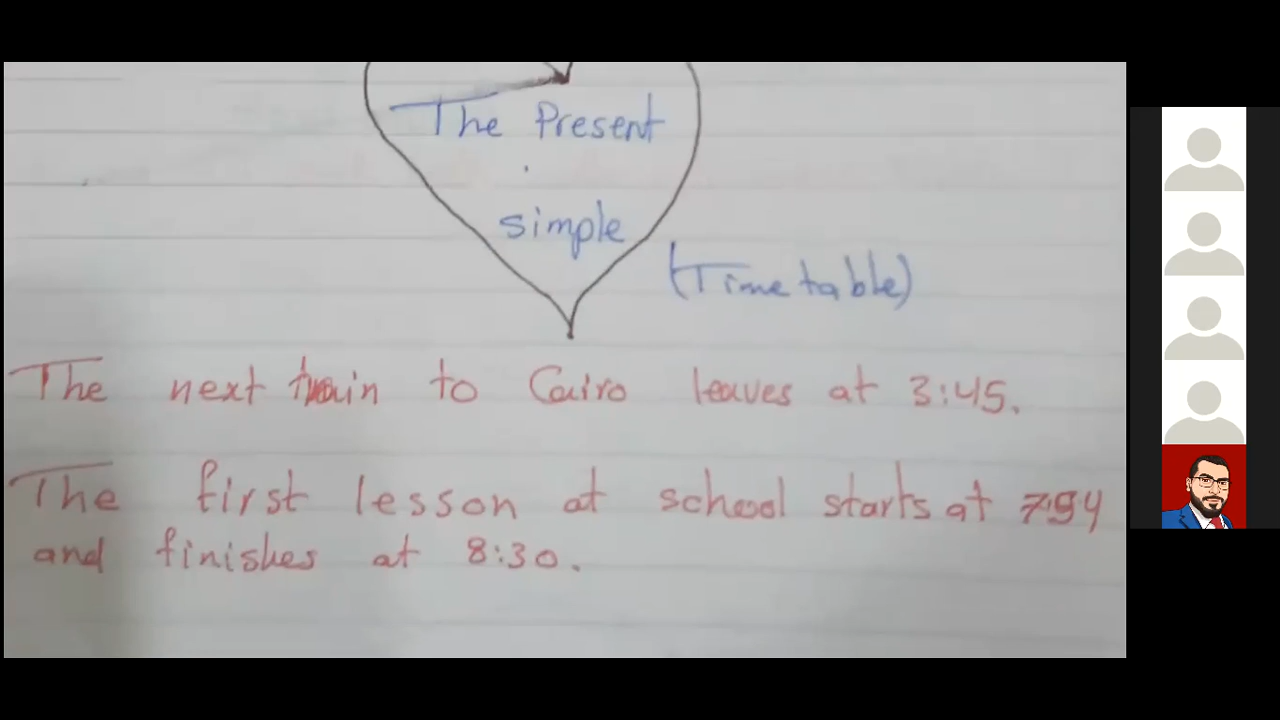 The Present
simple
(Time table)
The next train to Cairo leaves at 3:45.
The first lesson at school starts at
and finishes at 8:30.